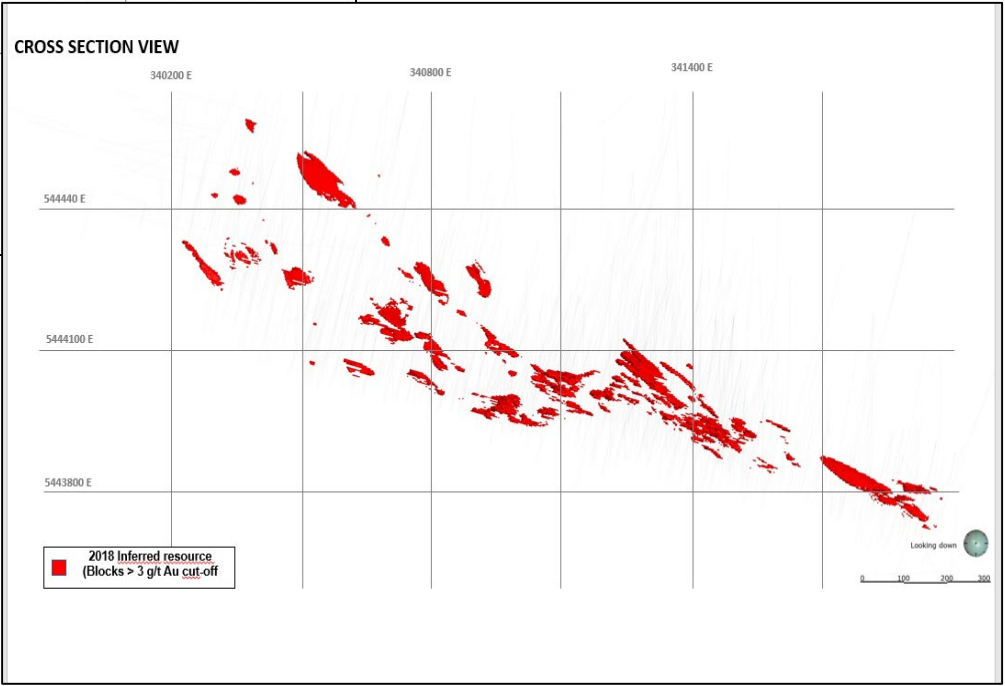 CROSS SECTION VIEW
340200 E
340800 E
341400 E
544440 E
5444100 E
5443800 E
Looking down
2018 Inferred resource
(Blocks > 3 g/t Au cut-off
0 100 200 300